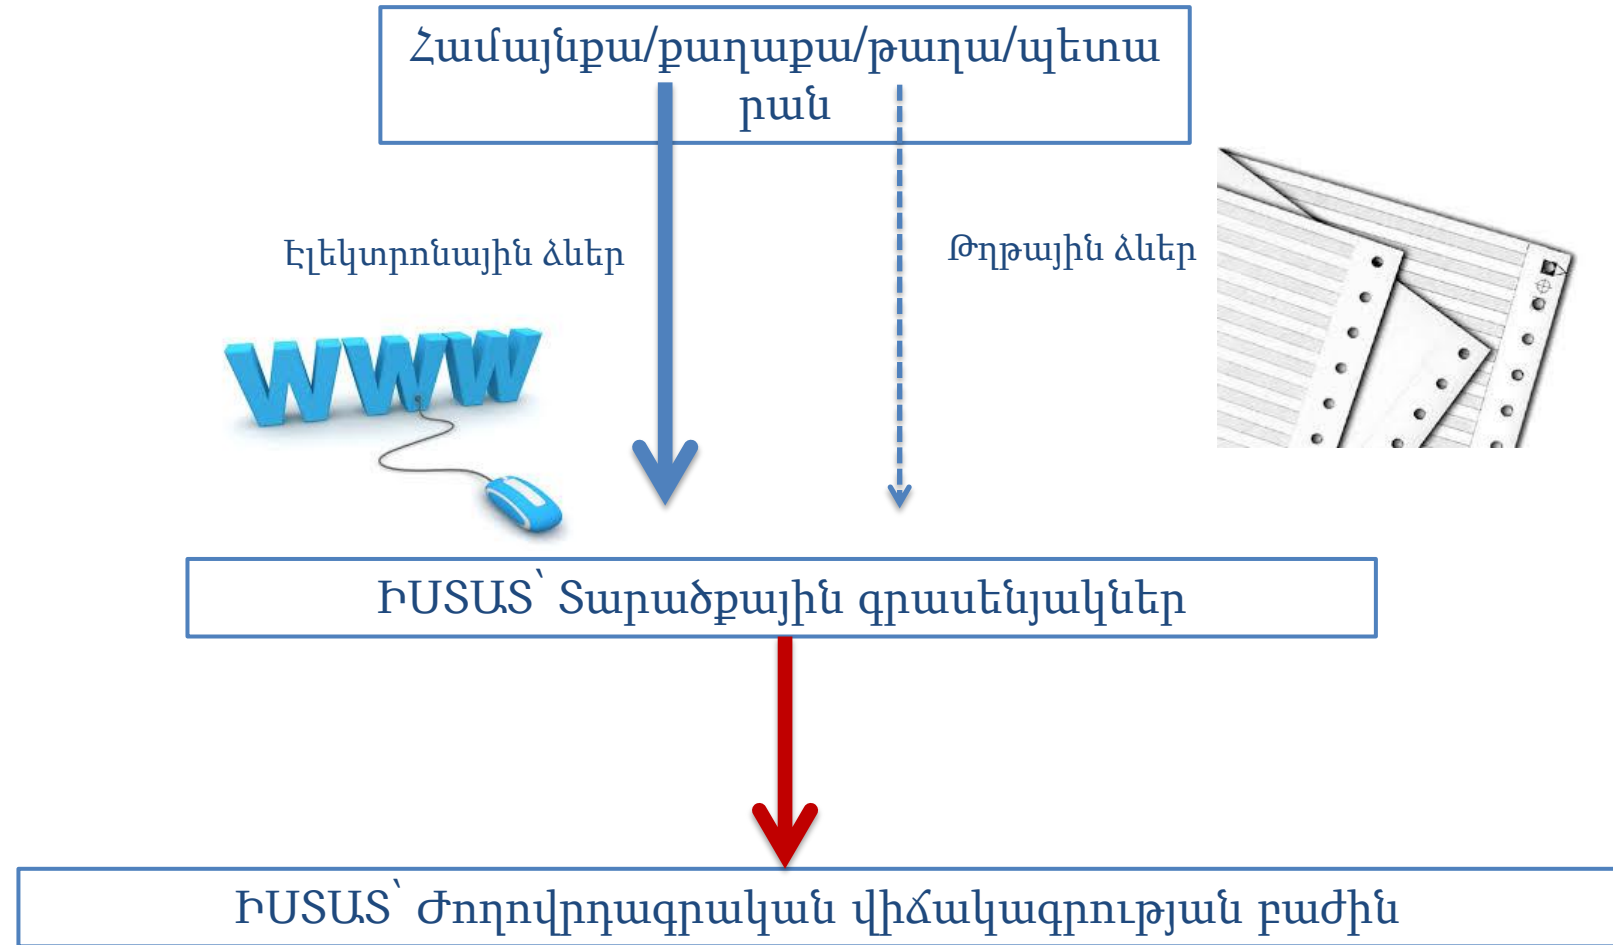 Համայնքա/քաղաքա/թաղա/պետա
րան
Էլեկտրոնային ձևեր
Թղթային ձևեր
WWW
ԻՍՏԱՏ՝ Տարածքային գրասենյակներ
ԻՍՏԱՏ՝ Ժողովրդագրական վիճակագրության բաժին